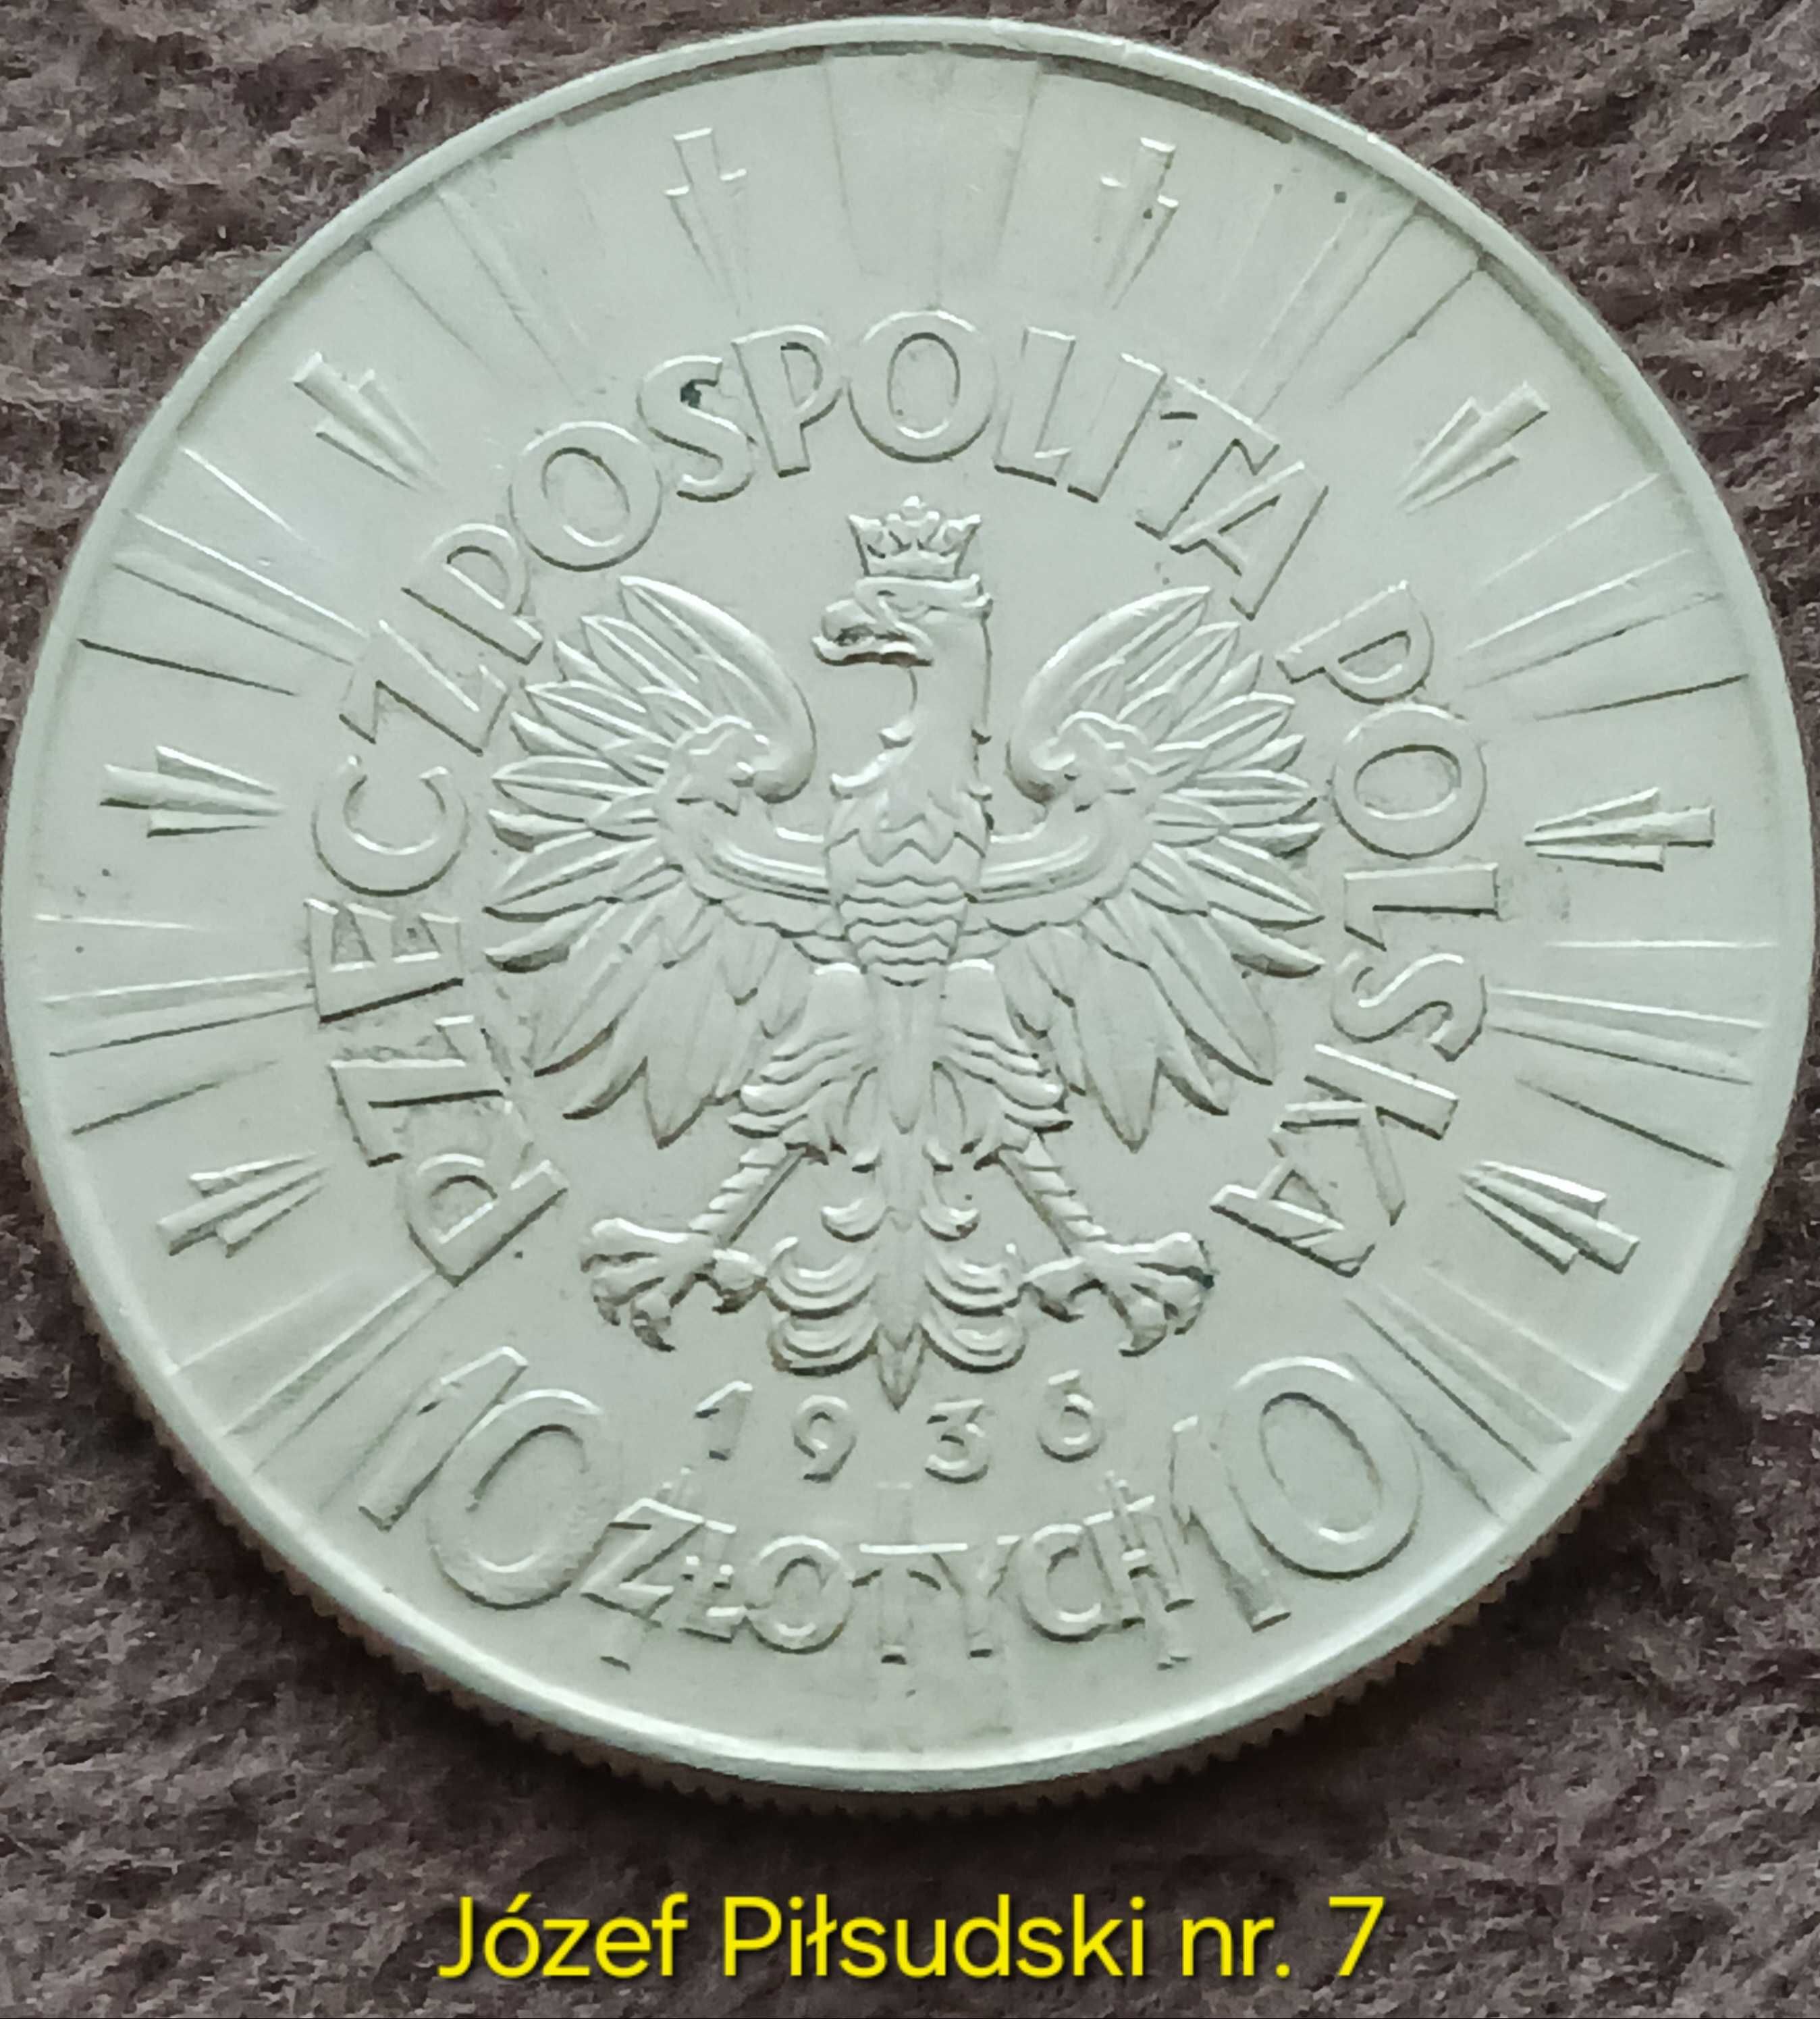 RZECZPOSPOLITA POLSKA
1936
10 ZŁOTYCH 10
Józef Piłsudski nr. 7